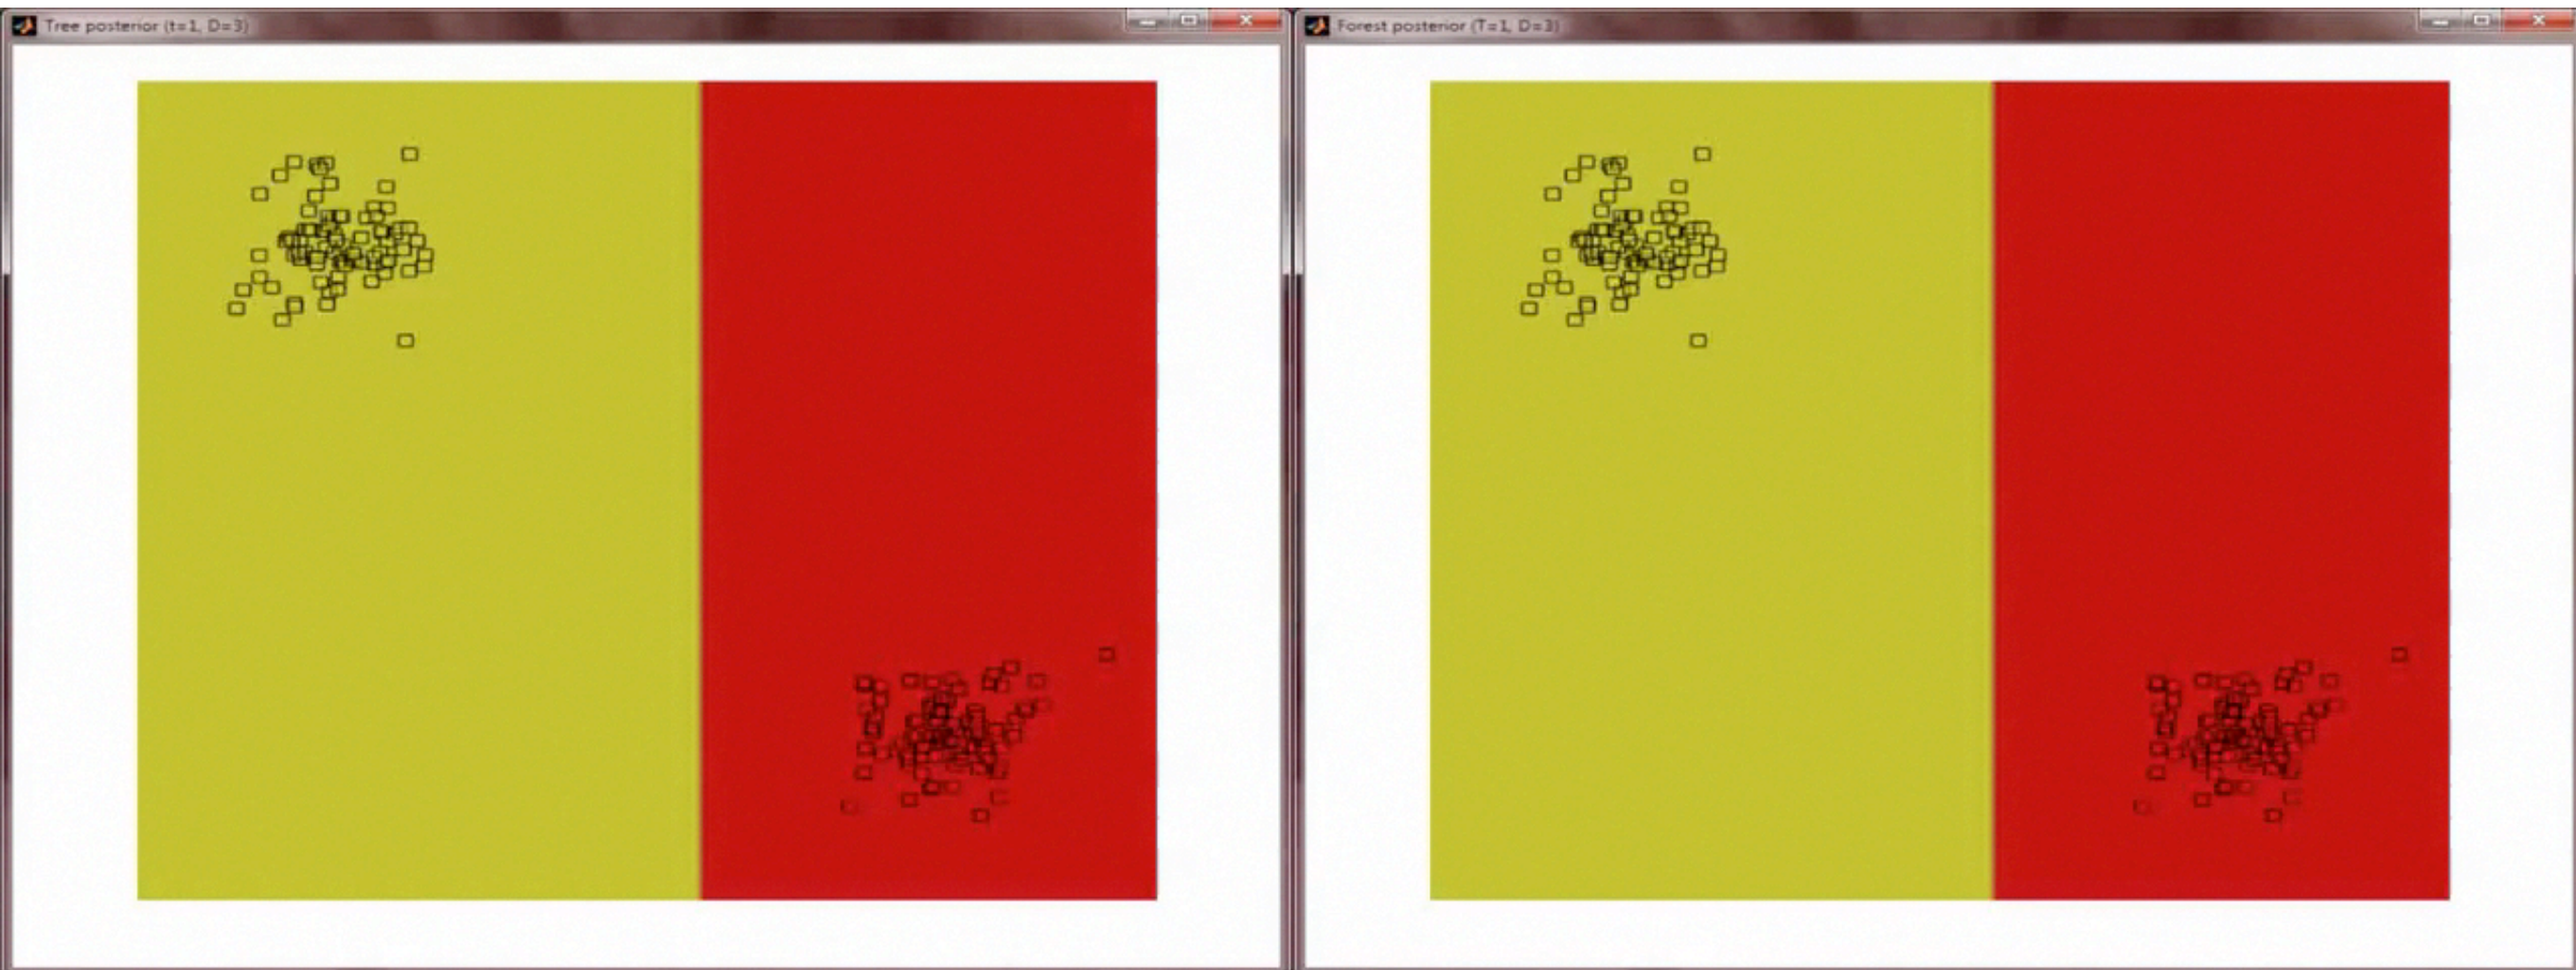 Tree posterior (t=1, D=3)
Forest posterior (T=1, D=3)